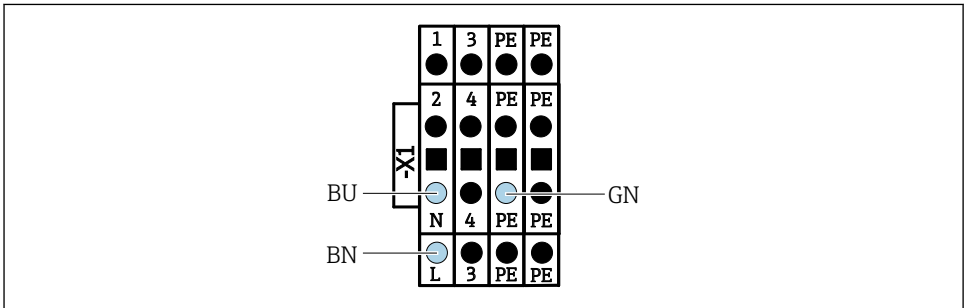 1 3 PE PE
2 4 PE PE
-X1
BU
GN
N 4 PE PE
BN
L 3 PE PE